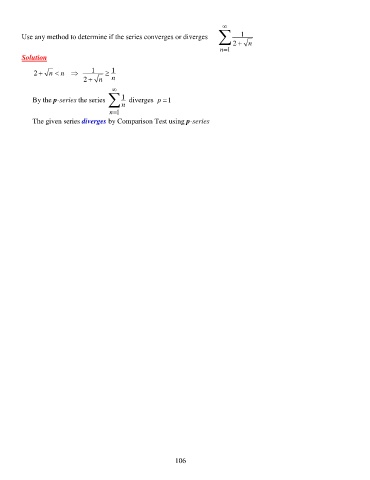 Use any method to determine if the series converges or diverges $\sum_{n=1}^{\infty} \frac{1}{2+\sqrt{n}}$
Solution
$2+\sqrt{n} < n \Rightarrow \frac{1}{2+\sqrt{n}} \geq \frac{1}{n}$
By the p-series the series $\sum_{n=1}^{\infty} \frac{1}{n}$ diverges $p=1$
The given series diverges by Comparison Test using p-series
106